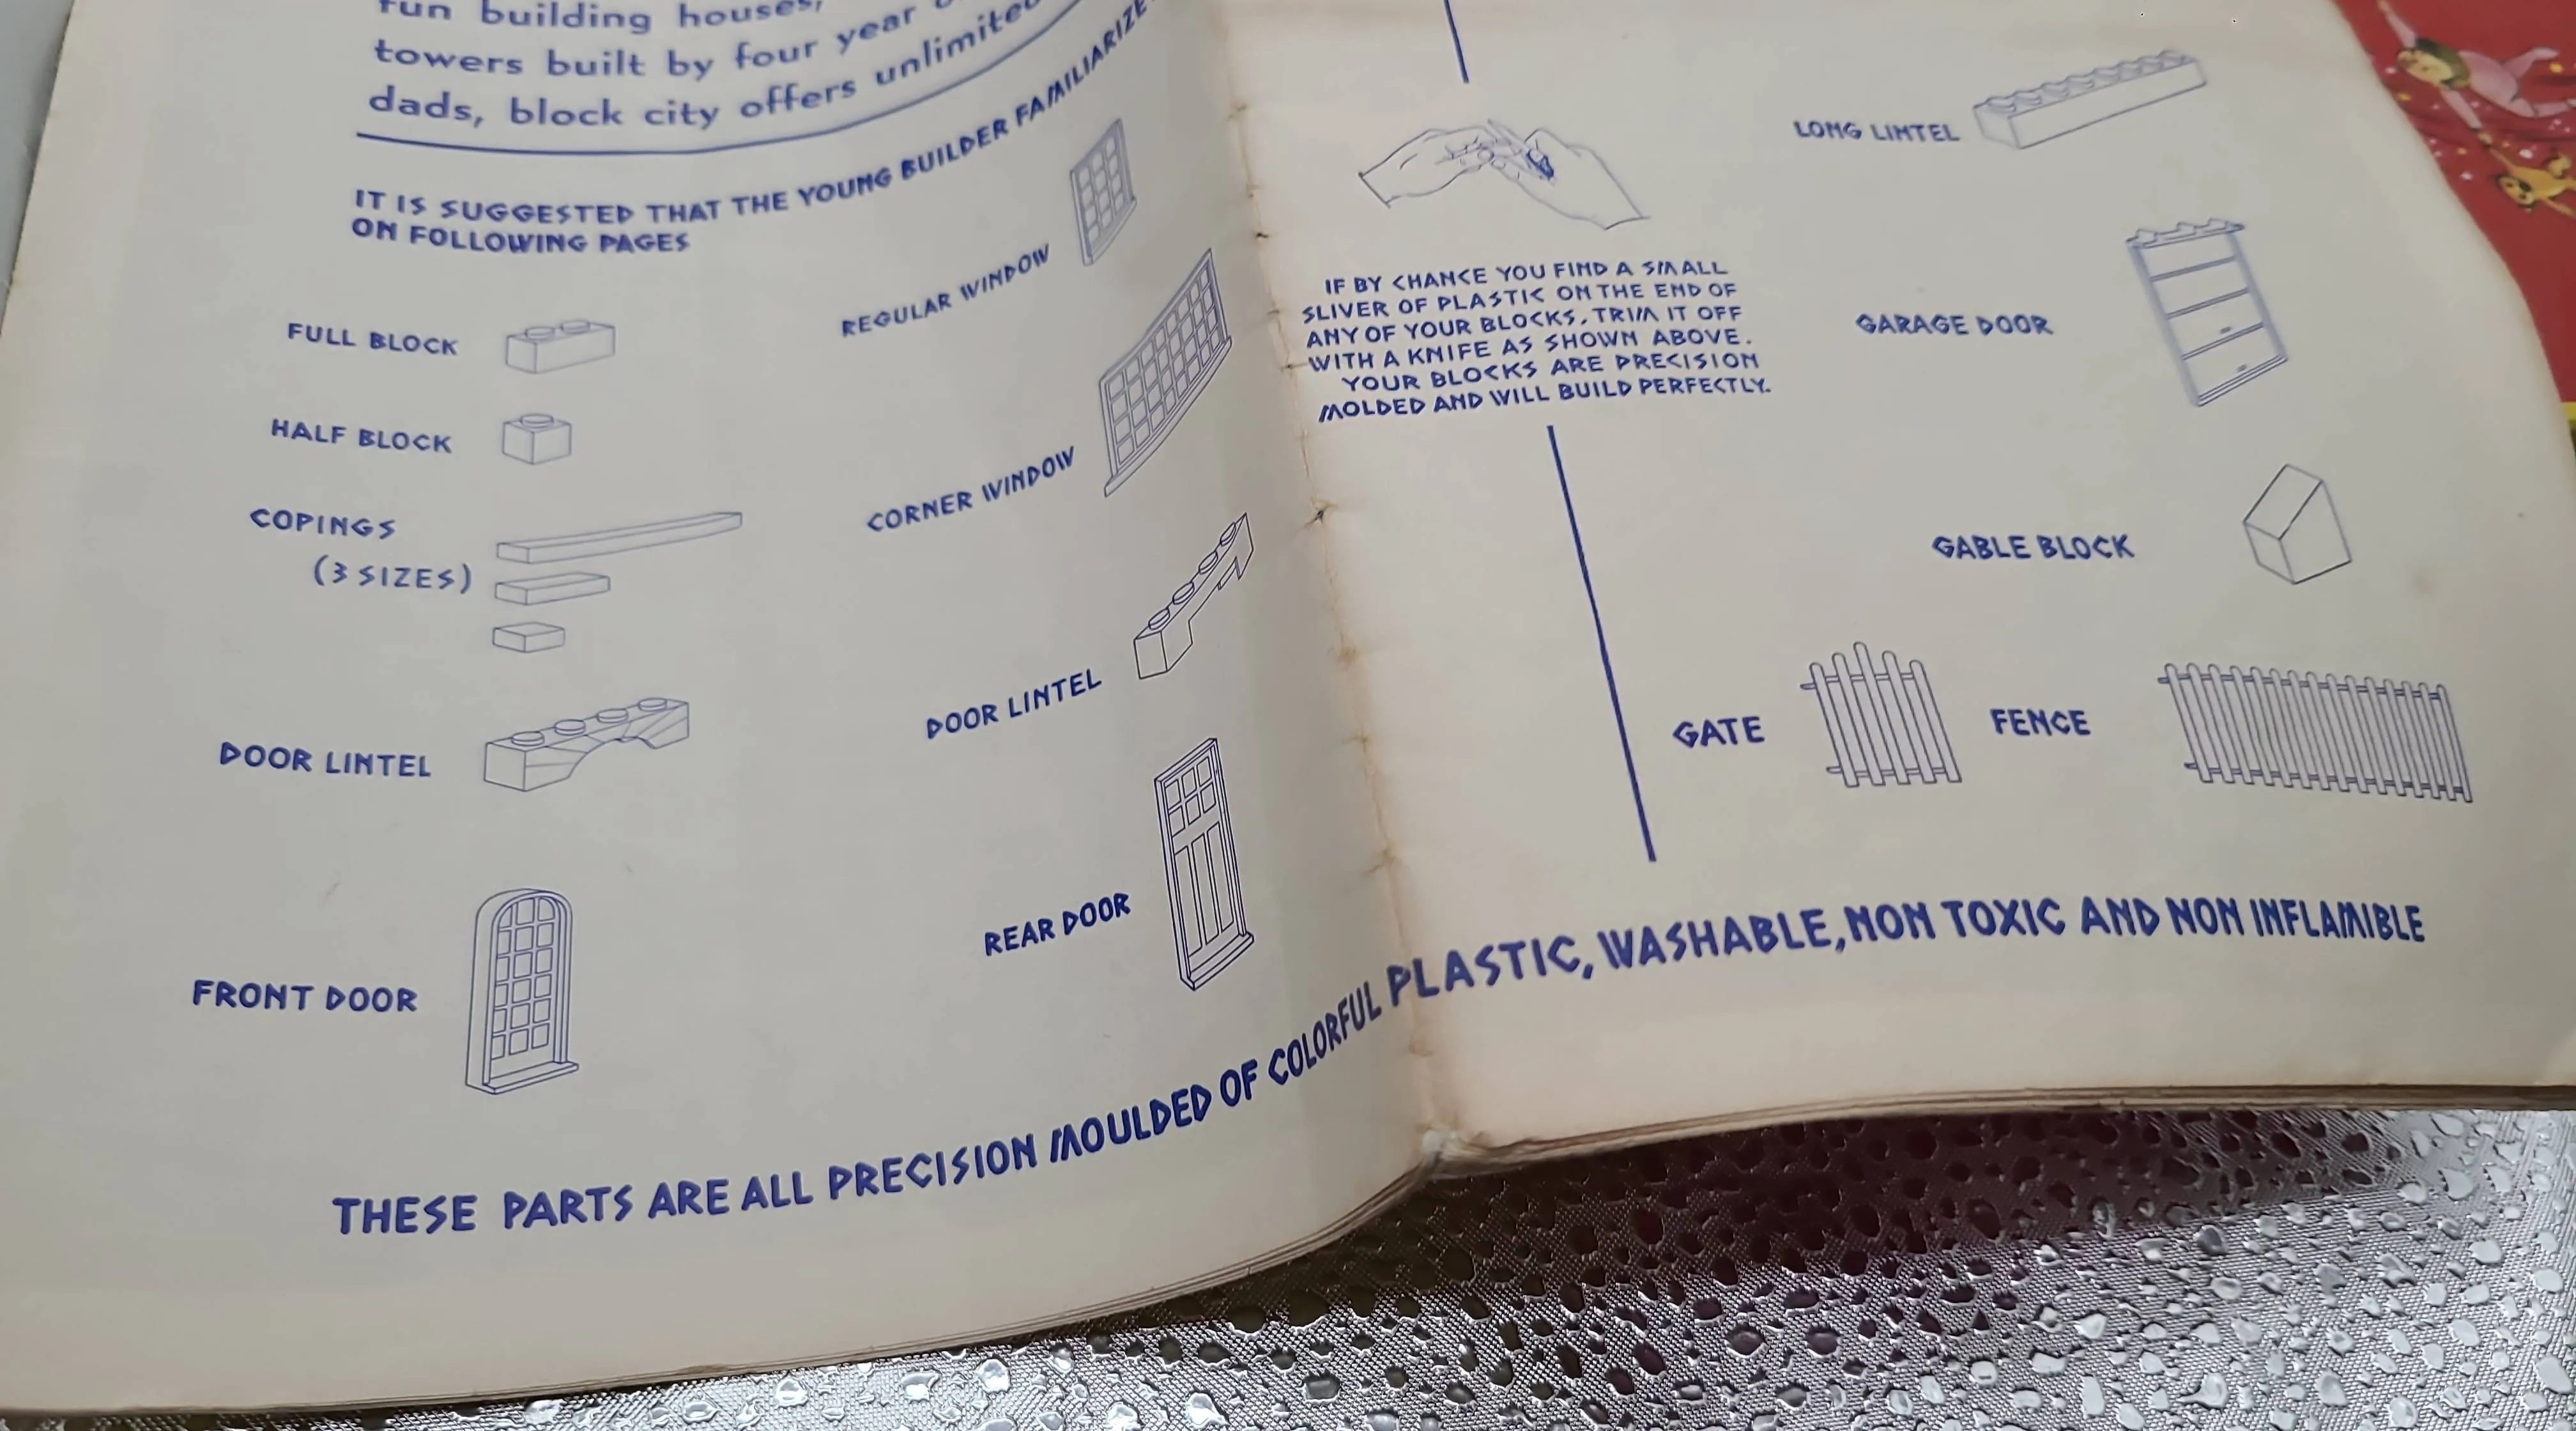 fun building houses,
towers built by four year
dads, block city offers unlimited
IT IS SUGGESTED THAT THE YOUNG BUILDER FAMILIARIZE
ON FOLLOWING PAGES
FULL BLOCK
HALF BLOCK
COPINGS
(3 SIZES)
DOOR LINTEL
FRONT DOOR
REGULAR WINDOW
CORNER WINDOW
DOOR LINTEL
REAR DOOR
IF BY CHANCE YOU FIND A SMALL
SLIVER OF PLASTIC ON THE END OF
ANY OF YOUR BLOCKS, TRIM IT OFF
WITH A KNIFE AS SHOWN ABOVE.
YOUR BLOCKS ARE PRECISION
MOLDED AND WILL BUILD PERFECTLY.
LONG LINTEL
GARAGE DOOR
GABLE BLOCK
GATE
FENCE
THESE PARTS ARE ALL PRECISION MOULDED OF COLORFUL PLASTIC, WASHABLE, NON TOXIC AND NON INFLAMIBLE